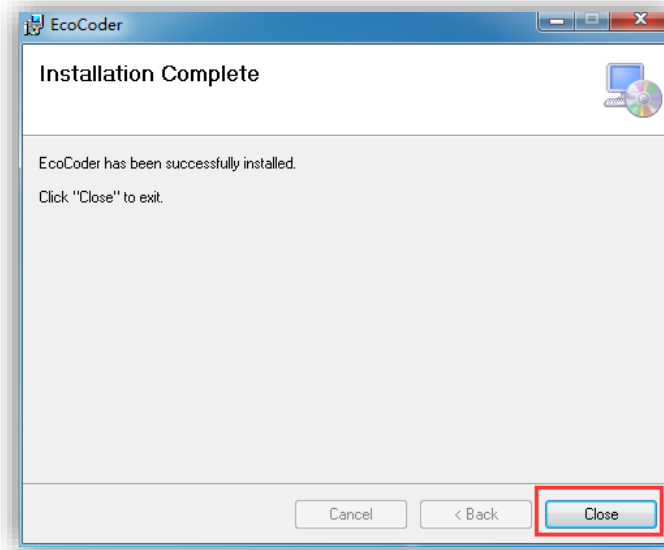 EcoCoder
Installation Complete
EcoCoder has been successfully installed.
Click "Close" to exit.
Cancel
< Back
Close